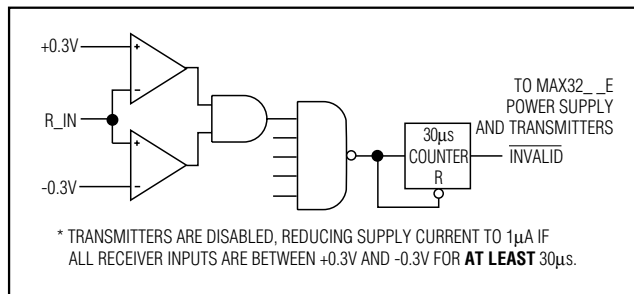 +0.3V
+
-
R_IN
+
-
-0.3V
TO MAX32_ _E
POWER SUPPLY
AND TRANSMITTERS
30μs
COUNTER
R
INVALID
* TRANSMITTERS ARE DISABLED, REDUCING SUPPLY CURRENT TO 1μA IF
ALL RECEIVER INPUTS ARE BETWEEN +0.3V AND -0.3V FOR AT LEAST 30μs.